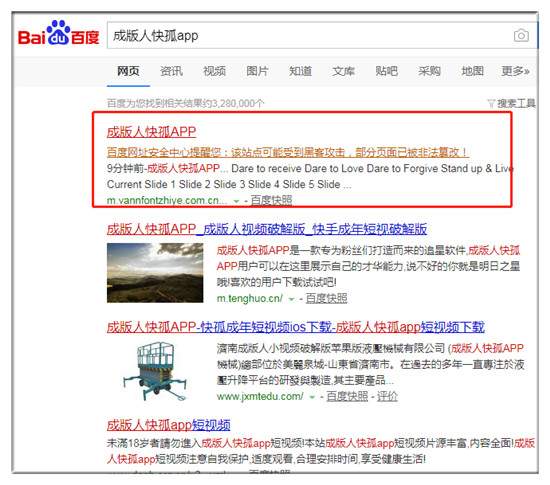 Bai du 百度 成版人快孤app
网页 资讯 视频 图片 知道 文库 贴吧 采购 地图 更多»
百度为您找到相关结果约3,280,000个 搜索工具
成版人快孤APP
百度网址安全中心提醒您：该站点可能受到黑客攻击，部分页面已被非法篡改！
9分钟前-成版人快孤APP... Dare to receive Dare to Love Dare to Forgive Stand up & Live
Current Slide 1 Slide 2 Slide 3 Slide 4 Slide 5 Slide ...
m.vannfontzhiye.com.cn... - 百度快照
成版人快孤APP_成版人视频破解版_快手成年短视破解版
成版人快孤APP是一款专为粉丝们打造而来的追星软件,成版人快孤
APP用户可以在这里展示自己的才华能力,说不好的你就是明日之星
哦!喜欢的用户下载试试吧!
m.tenghuo.cn/ - 百度快照
成版人快孤APP-快孤成年短视频ios下载-成版人快孤app短视频下载
濟南成版人小视频破解版苹果版液壓機械有限公司 (成版人快孤APP
機械)總部位於美麗泉城-山東省濟南市。在過去的多年一直專注於液
壓升降平台的研發與製造,其主要產品...
www.jxmtedu.com/ - 百度快照 - 评价
成版人快孤app短视频
未滿18岁者請勿進入成版人快孤app短视频!本站成版人快孤app短视频片源丰富,内容全面!成版
人快孤app短视频注意自我保护,适度观看,合理安排时间,享受健康生活!